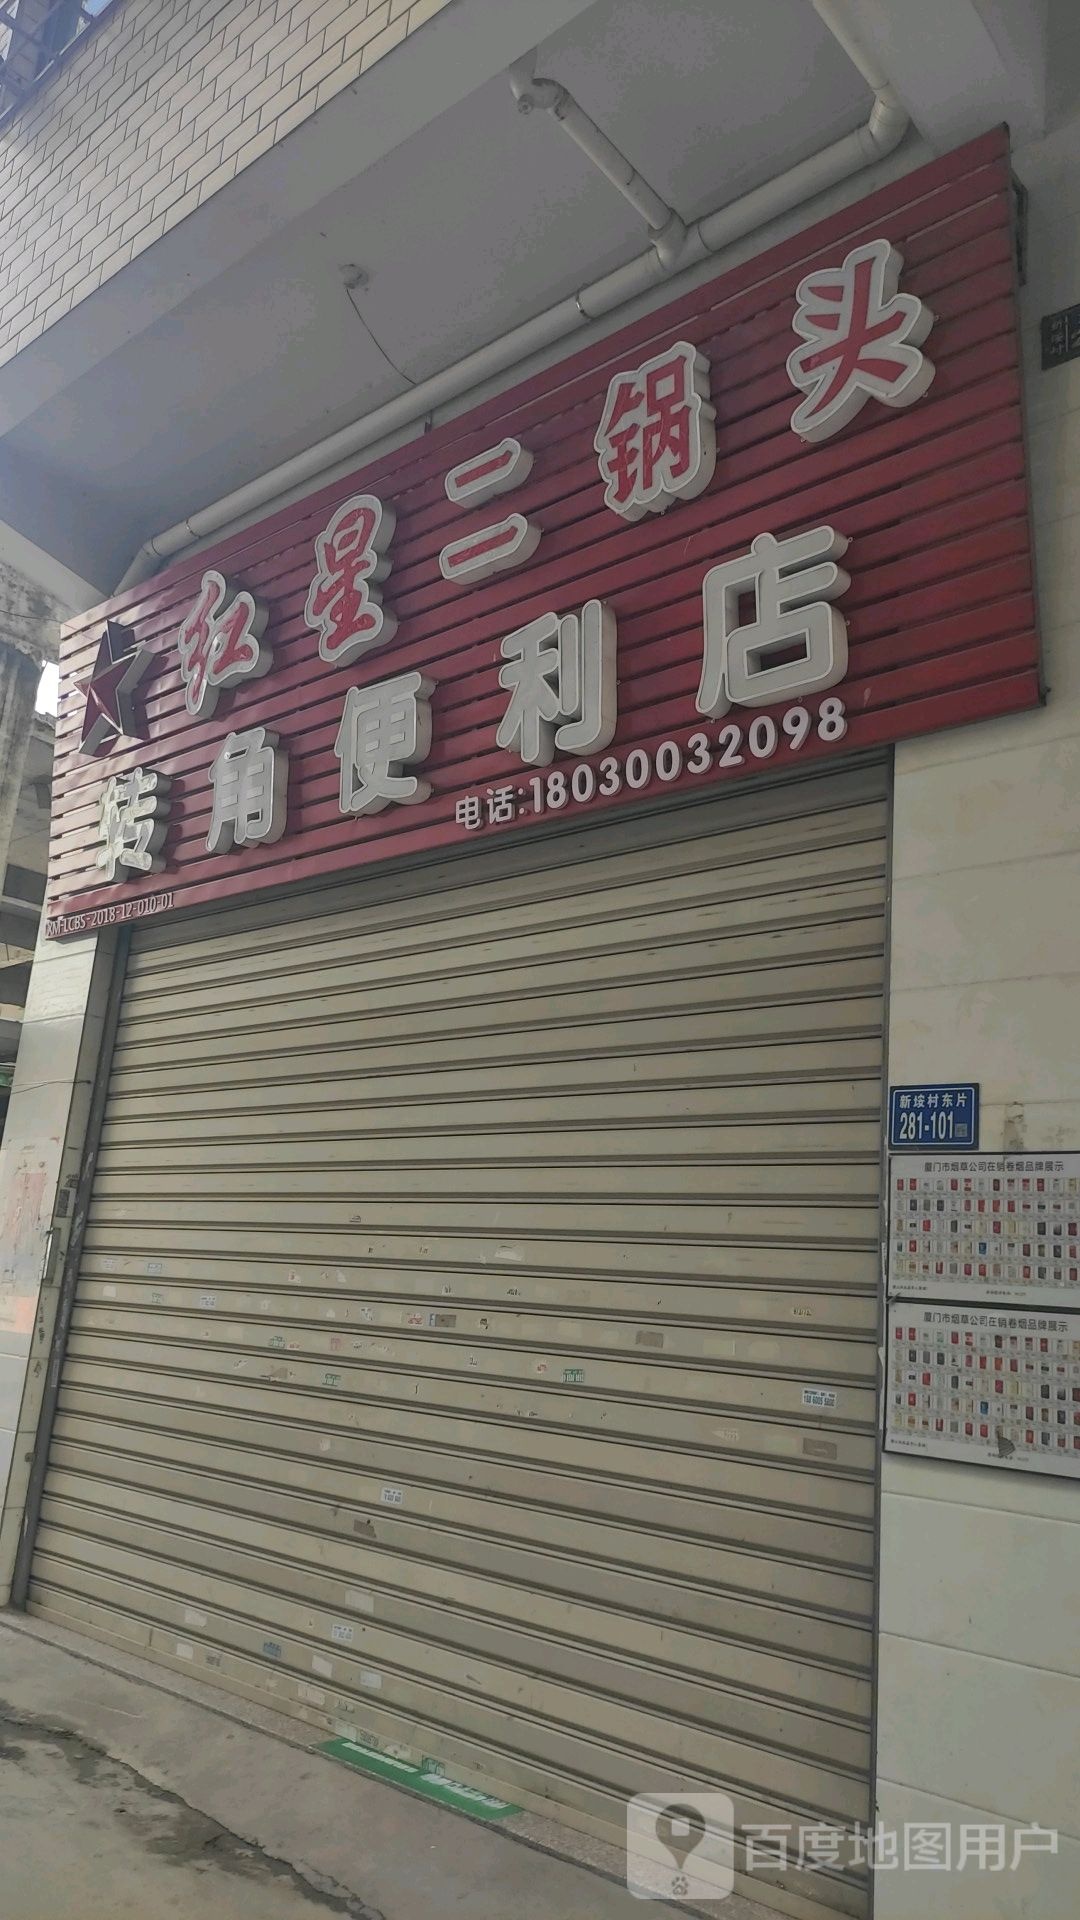 红星二锅头
转角便利店
电话:18030032098
XM-LCBS-2018-12-010-01
新垵村东片
281-101
厦门市烟草公司在销卷烟品牌展示
厦门市烟草公司在销卷烟品牌展示
百度地图用户